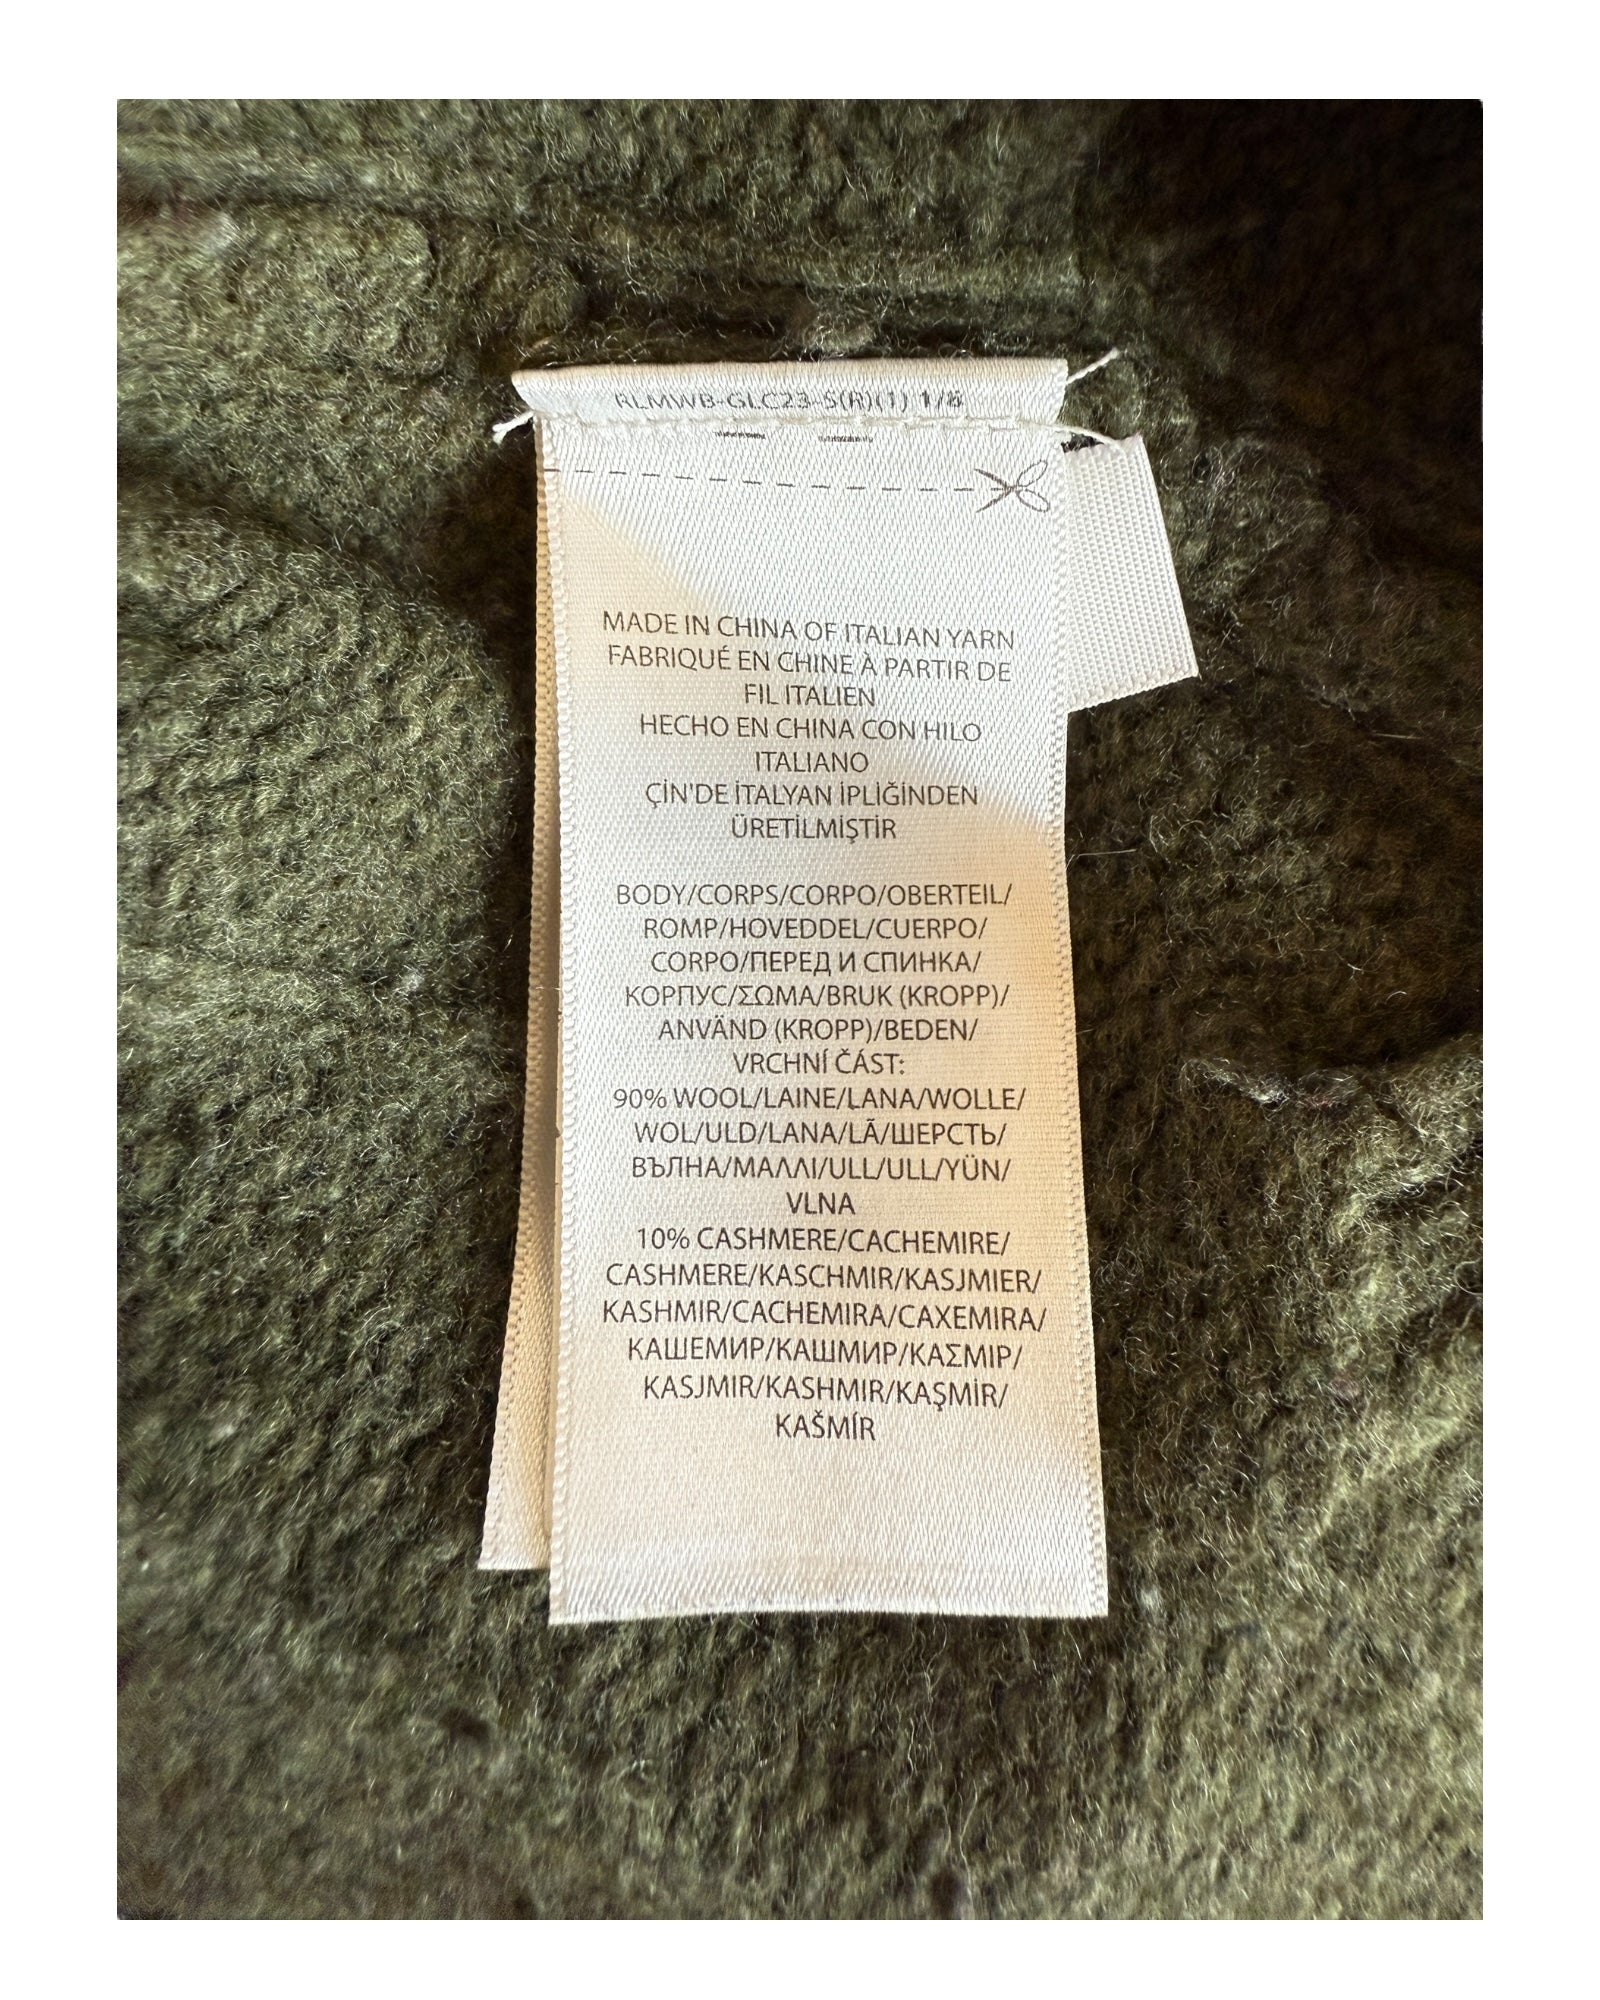 RLMWB-GLC23-S(R)(1) 1/8
MADE IN CHINA OF ITALIAN YARN
FABRIQUÉ EN CHINE À PARTIR DE
FIL ITALIEN
HECHO EN CHINA CON HILO
ITALIANO
ÇİN'DE İTALYAN İPLİĞİNDEN
ÜRETİLMİŞTİR
BODY/CORPS/CORPO/OBERTEIL/
ROMP/HOVEDDEL/CUERPO/
CORPO/ПЕРЕД И СПИНКА/
КОРПУС/ΣΩΜΑ/BRUK (KROPP)/
ANVÄND (KROPP)/BEDEN/
VRCHNÍ ČÁST:
90% WOOL/LAINE/LANA/WOLLE/
WOL/ULD/LANA/LÃ/ШЕРСТЬ/
ВЪЛНА/ΜΑΛΛΙ/ULL/ULL/YÜN/
VLNA
10% CASHMERE/CACHEMIRE/
CASHMERE/KASCHMIR/KASJMIER/
KASHMIR/CACHEMIRA/CAXEMIRA/
КАШЕМИР/КАШМИР/ΚΑΣΜΙΡ/
KASJMIR/KASHMIR/KAŞMİR/
KAŠMÍR